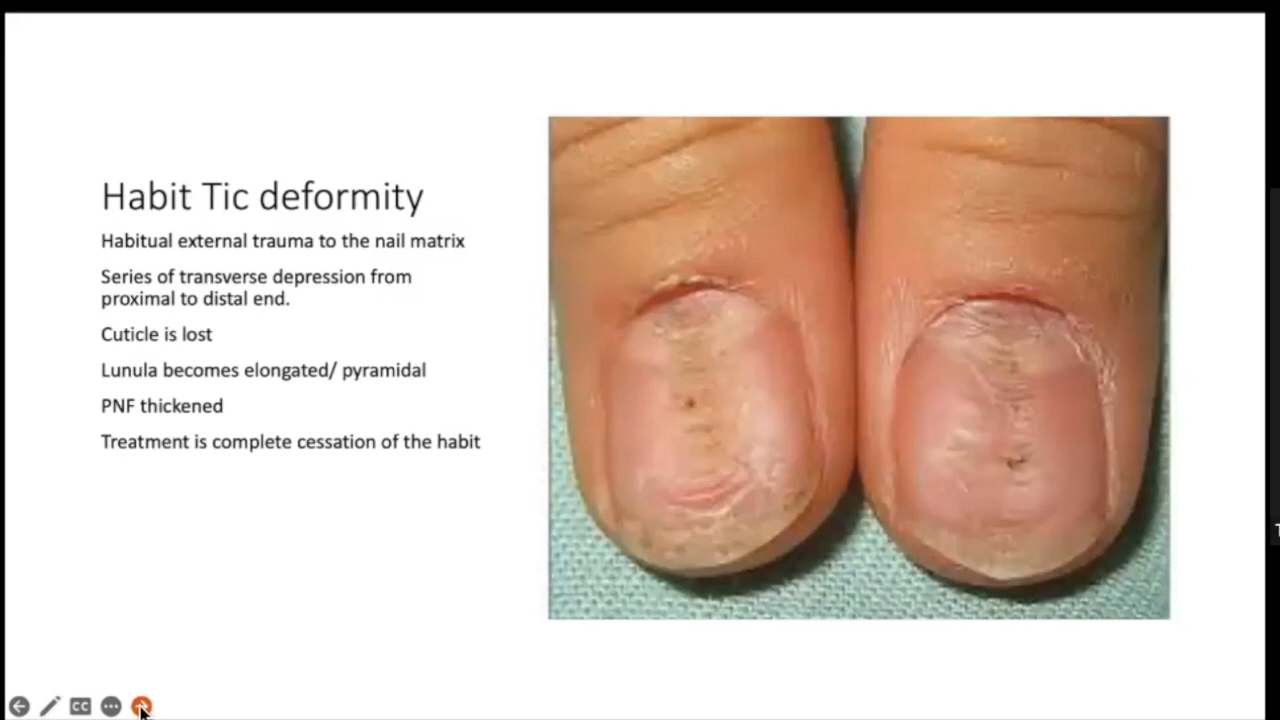 Habit Tic deformity
Habitual external trauma to the nail matrix
Series of transverse depression from
proximal to distal end.
Cuticle is lost
Lunula becomes elongated/ pyramidal
PNF thickened
Treatment is complete cessation of the habit
CC